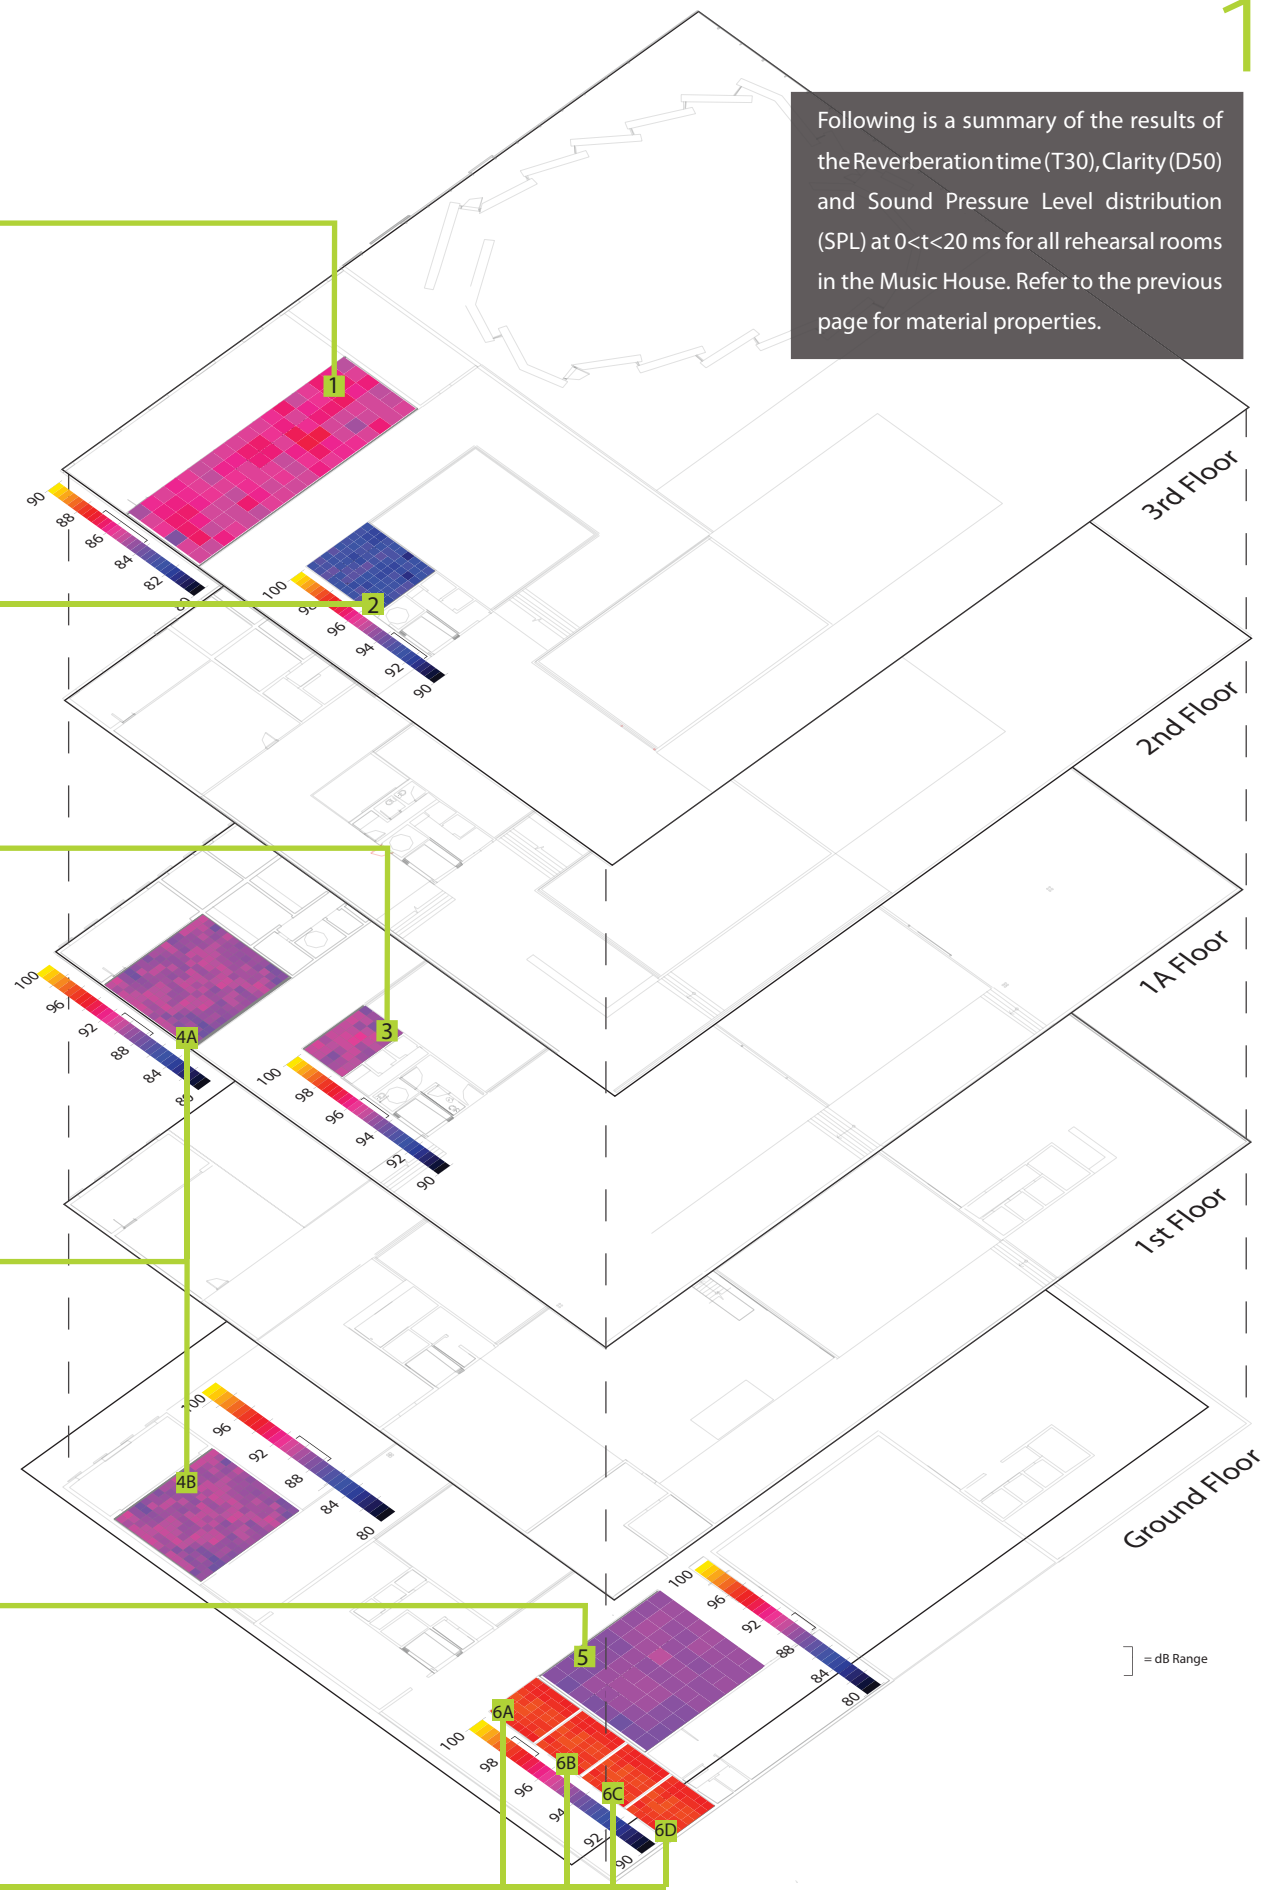 1
Following is a summary of the results of
the Reverberation time (T30), Clarity (D50)
and Sound Pressure Level distribution
(SPL) at 0<t<20 ms for all rehearsal rooms
in the Music House. Refer to the previous
page for material properties.
1
3rd Floor
90
88
86
84
82
80
2
100
98
96
94
92
90
2nd Floor
1A Floor
4A
100
96
92
88
84
80
3
100
98
96
94
92
90
1st Floor
4B
100
96
92
88
84
80
Ground Floor
5
100
96
92
88
84
80
= dB Range
6A
6B
6C
6D
100
98
96
94
92
90